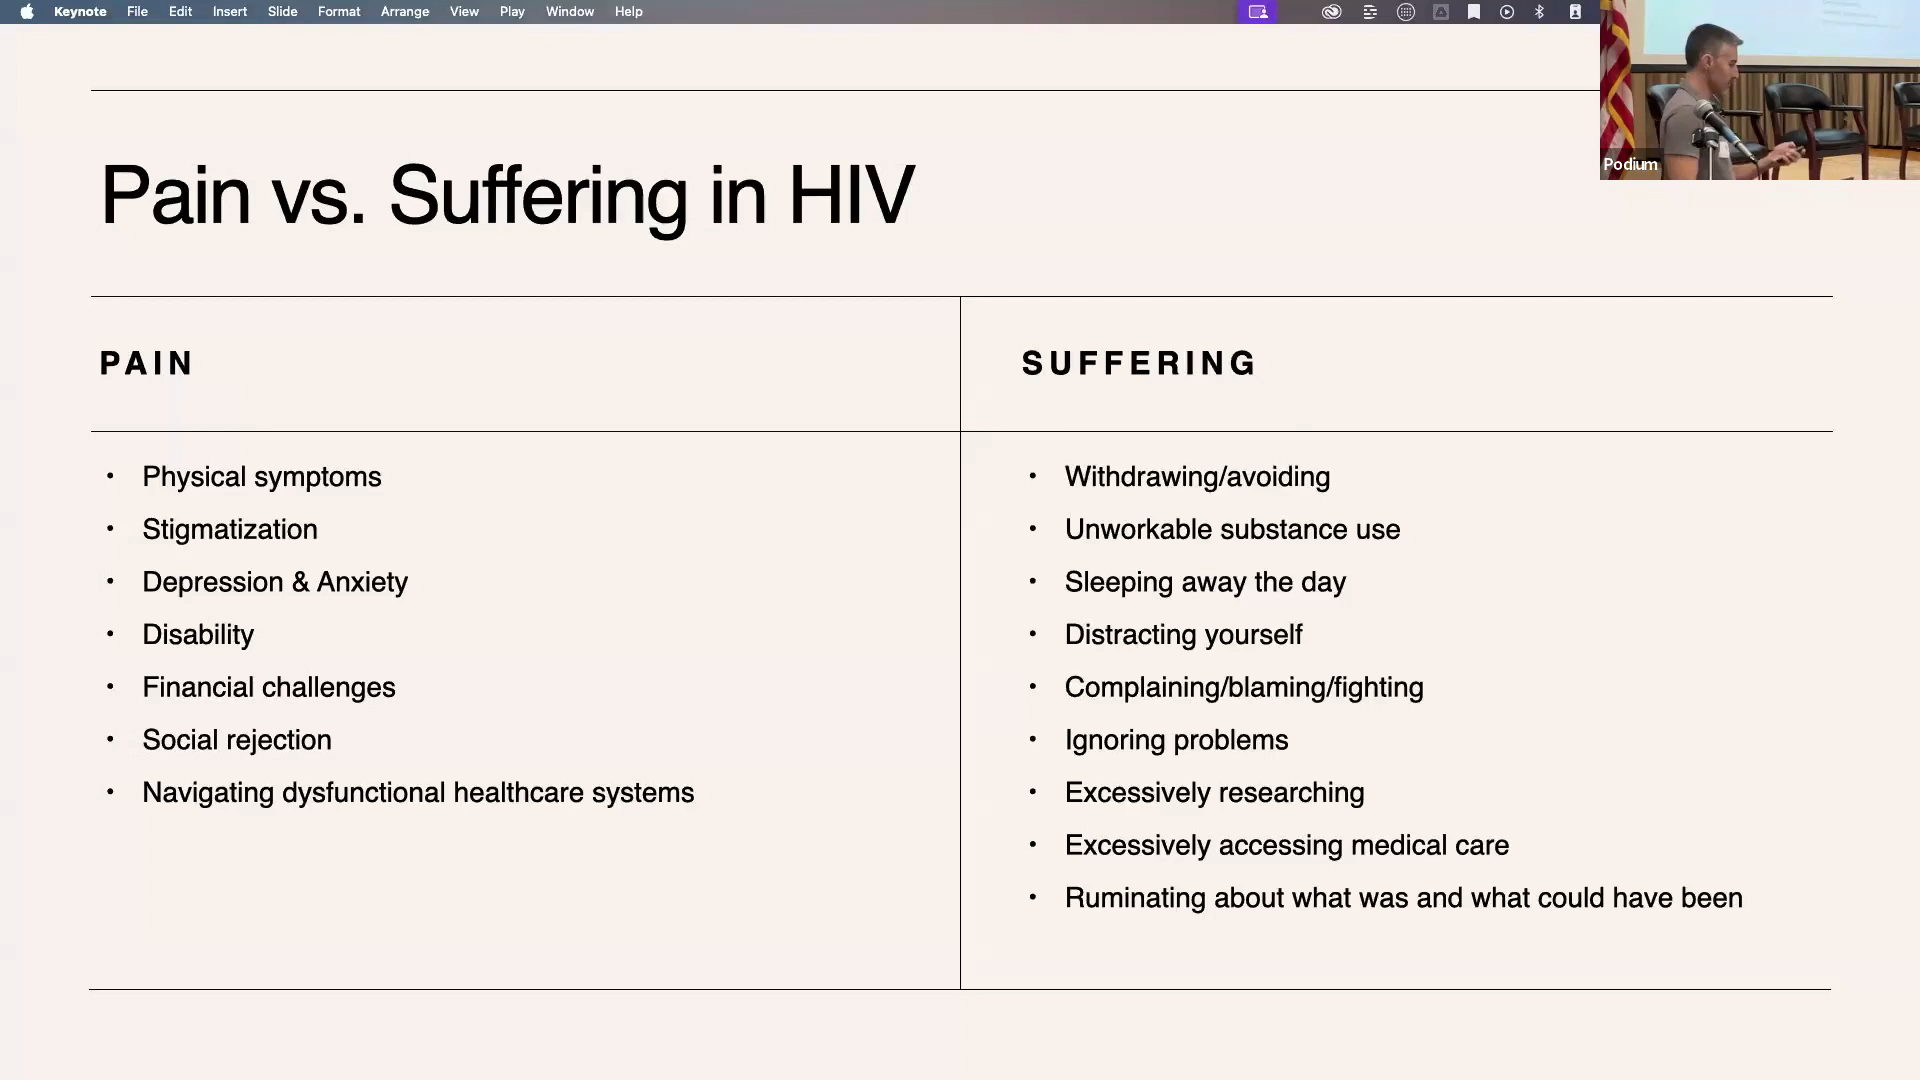 Keynote File Edit Insert Slide Format Arrange View Play Window Help
Podium
Pain vs. Suffering in HIV
PAIN
• Physical symptoms
• Stigmatization
• Depression & Anxiety
• Disability
• Financial challenges
• Social rejection
• Navigating dysfunctional healthcare systems
SUFFERING
• Withdrawing/avoiding
• Unworkable substance use
• Sleeping away the day
• Distracting yourself
• Complaining/blaming/fighting
• Ignoring problems
• Excessively researching
• Excessively accessing medical care
• Ruminating about what was and what could have been